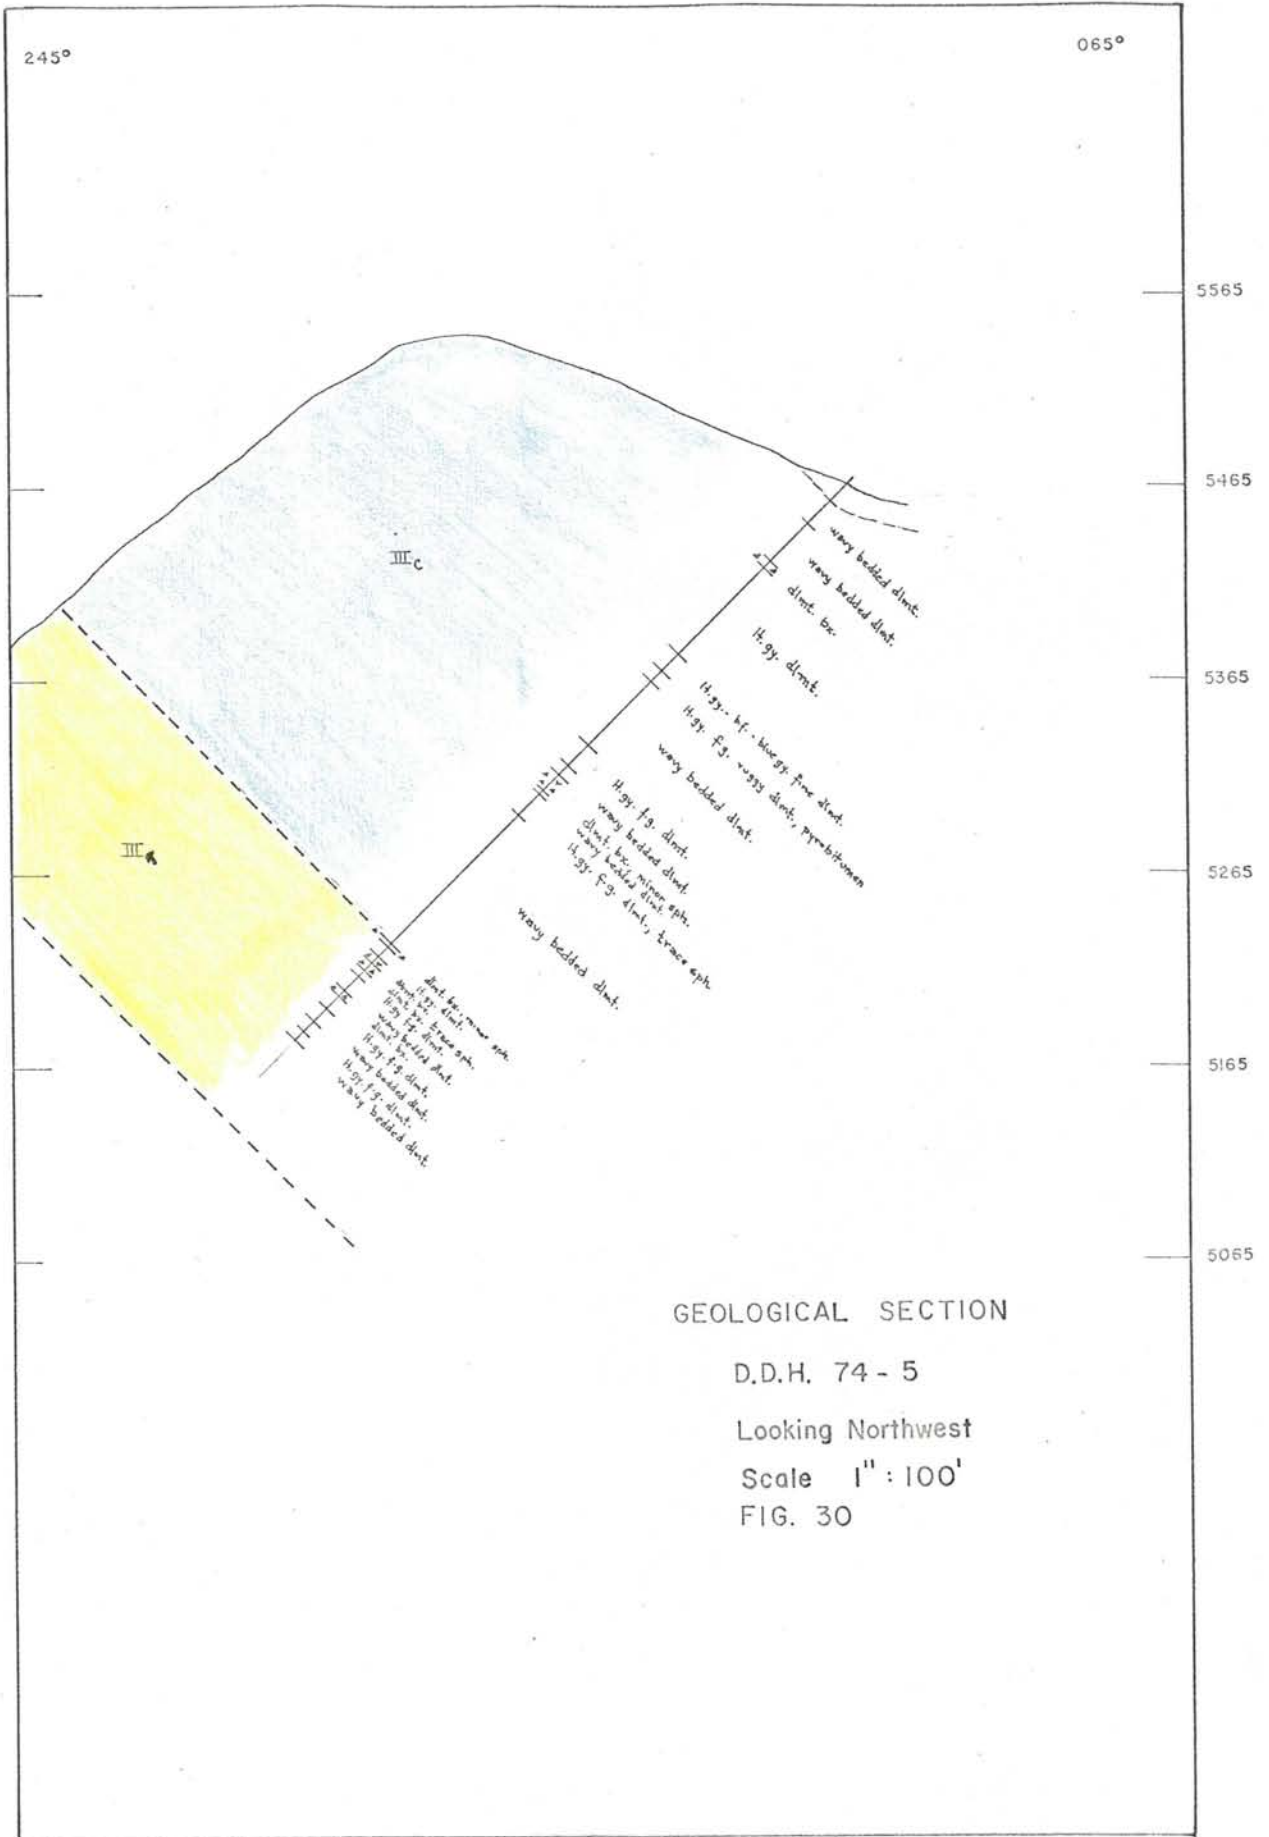 245°
065°
5565
5465
5365
5265
5165
5065
III c
III
wavy bedded dlmt.
wavy bedded dlmt.
dlmt. bx.
lt. gy. dlmt.
lt. gy. - bf. - blue gy. fine dlmt.
lt. gy. f.g. vuggy dlmt., pyrobitumen
wavy bedded dlmt.
lt. gy. f.g. dlmt.
wavy bedded dlmt.
dlmt. bx. minor sph.
wavy bedded dlmt.
lt. gy. f.g. dlmt., trace sph.
wavy bedded dlmt.
dlmt. bx., minor sph.
lt. gy. dlmt.
dlmt. bx.
dlmt. bx. trace sph.
lt. gy. f.g. dlmt.
wavy bedded dlmt.
dlmt. bx.
lt. gy. f.g. dlmt.
wavy bedded dlmt.
lt. gy. f.g. dlmt.
wavy bedded dlmt.
GEOLOGICAL SECTION
D.D.H. 74 - 5
Looking Northwest
Scale 1" : 100'
FIG. 30